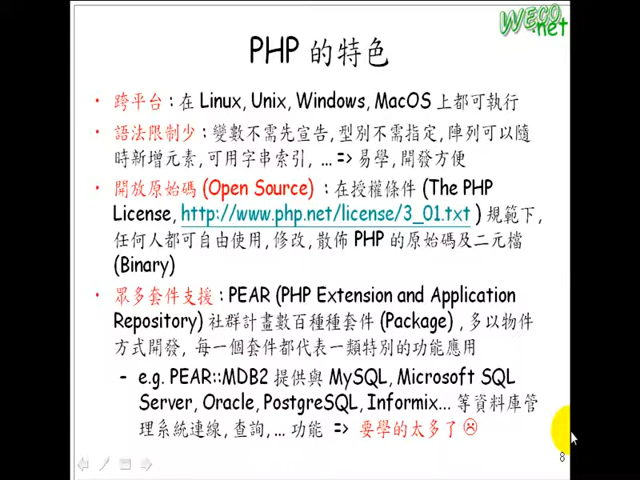 WECO.net
PHP 的特色
• 跨平台 : 在 Linux, Unix, Windows, MacOS 上都可執行
• 語法限制少 : 變數不需先宣告, 型別不需指定, 陣列可以隨
時新增元素, 可用字串索引, ... => 易學, 開發方便
• 開放原始碼 (Open Source) : 在授權條件 (The PHP
License, http://www.php.net/license/3_01.txt ) 規範下,
任何人都可自由使用, 修改, 散佈 PHP 的原始碼及二元檔
(Binary)
• 眾多套件支援 : PEAR (PHP Extension and Application
Repository) 社群計畫數百種種套件 (Package) , 多以物件
方式開發, 每一個套件都代表一類特別的功能應用
– e.g. PEAR::MDB2 提供與 MySQL, Microsoft SQL
Server, Oracle, PostgreSQL, Informix... 等資料庫管
理系統連線, 查詢, ... 功能 => 要學的太多了 ☹
8